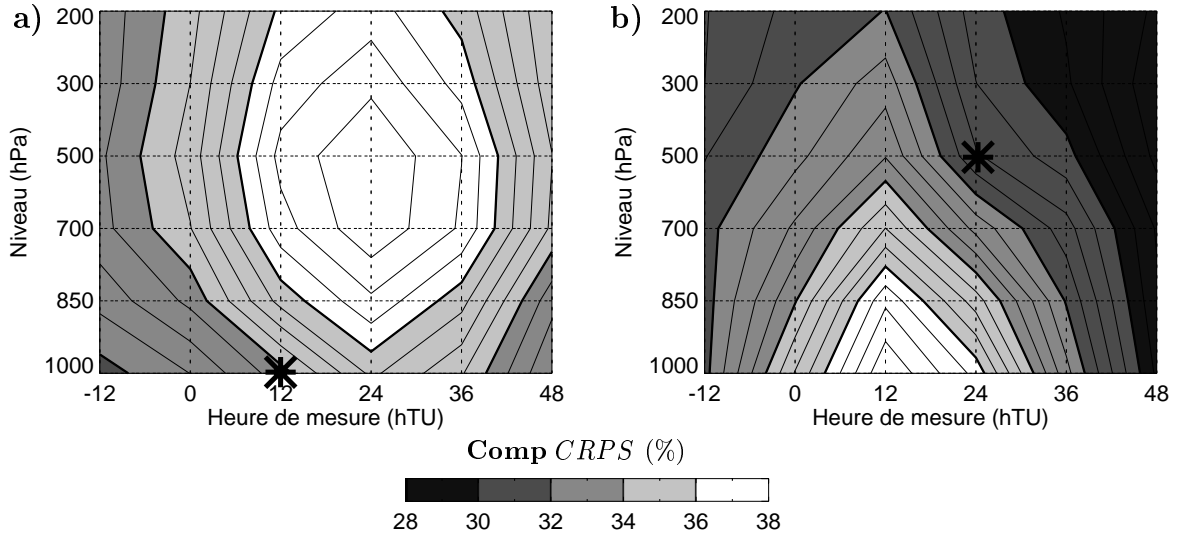 a)
200
300
500
700
850
1000
Niveau (hPa)
-12 0 12 24 36 48
Heure de mesure (hTU)
b)
200
300
500
700
850
1000
Niveau (hPa)
-12 0 12 24 36 48
Heure de mesure (hTU)
Comp CRPS (%)
28 30 32 34 36 38